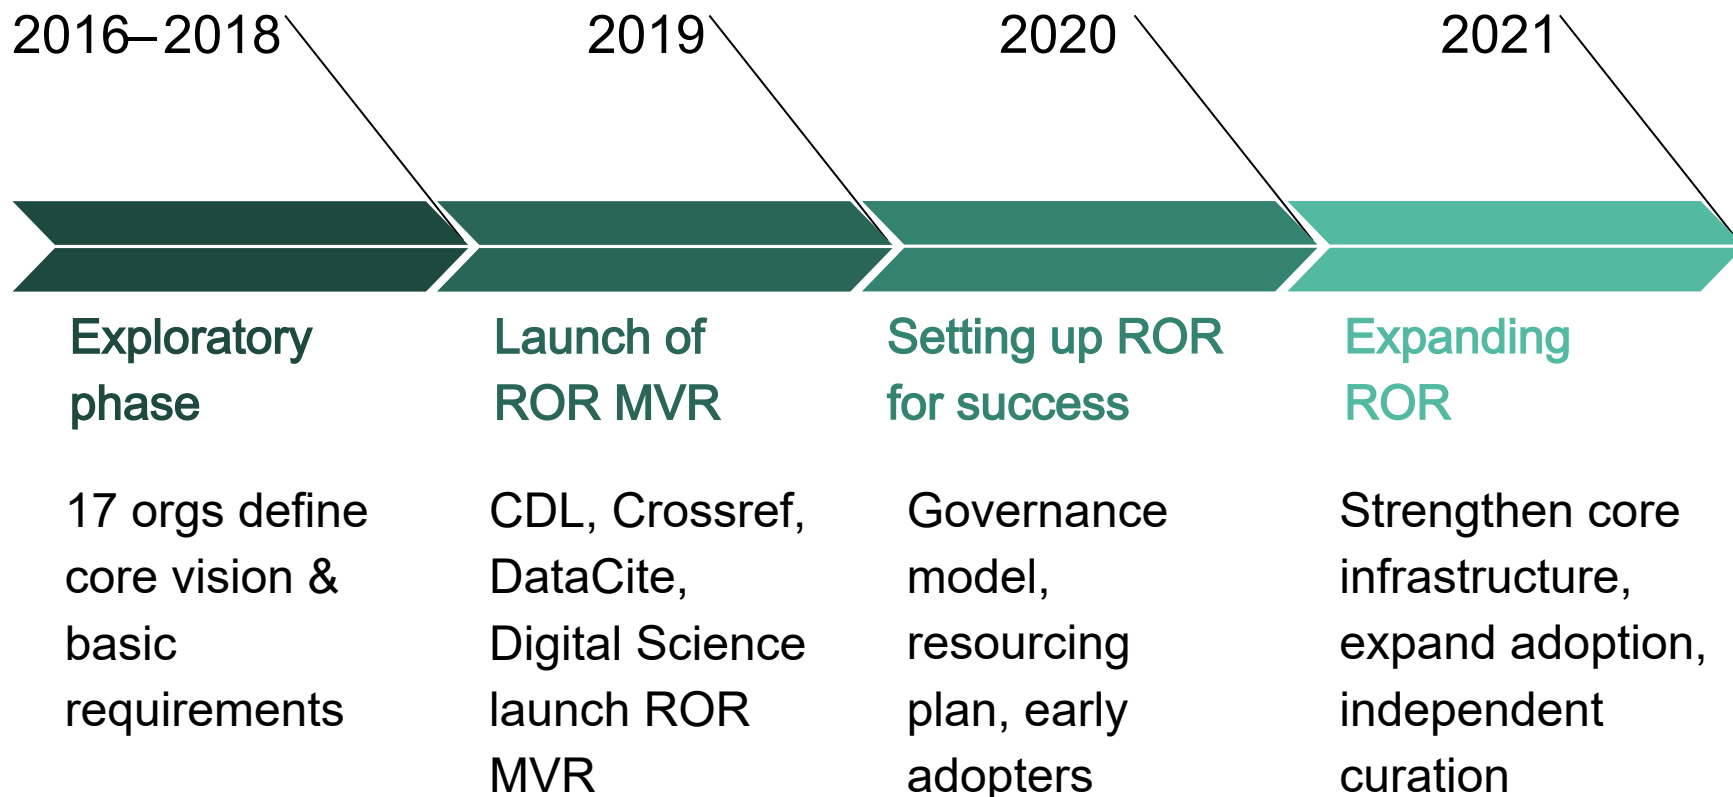 2016–2018
2019
2020
2021
Exploratory
phase
Launch of
ROR MVR
Setting up ROR
for success
Expanding
ROR
17 orgs define
core vision &
basic
requirements
CDL, Crossref,
DataCite,
Digital Science
launch ROR
MVR
Governance
model,
resourcing
plan, early
adopters
Strengthen core
infrastructure,
expand adoption,
independent
curation